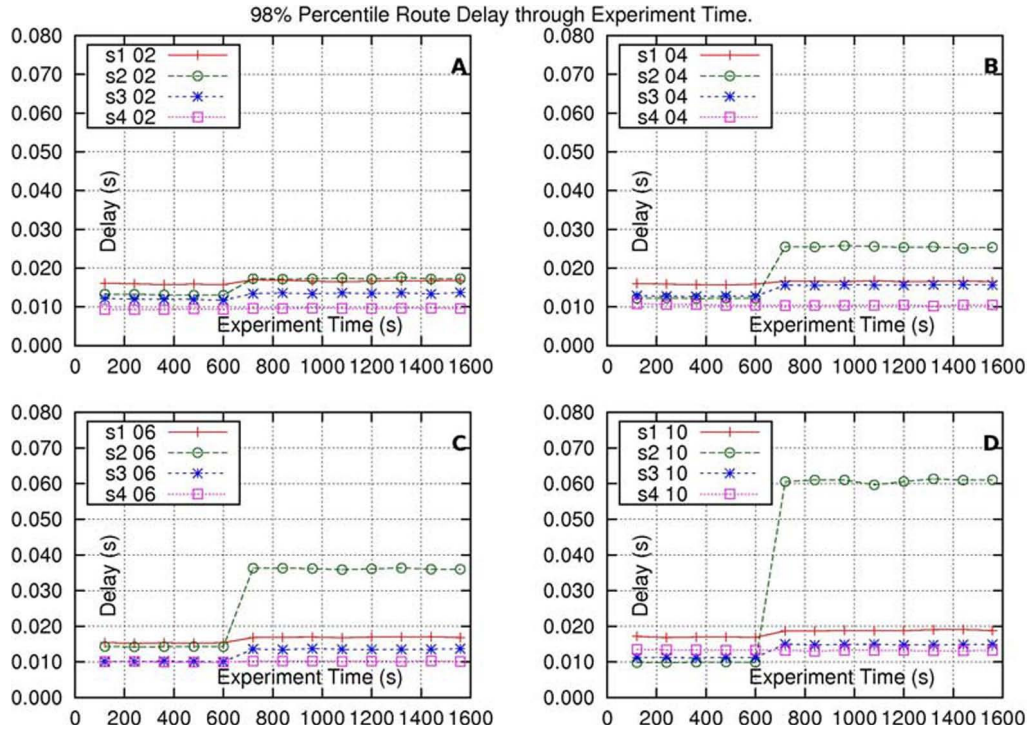 98% Percentile Route Delay through Experiment Time.
A
s1 02
s2 02
s3 02
s4 02
0.080
0.070
0.060
0.050
0.040
0.030
0.020
0.010
0.000
Delay (s)
Experiment Time (s)
0 200 400 600 800 1000 1200 1400 1600
B
s1 04
s2 04
s3 04
s4 04
0.080
0.070
0.060
0.050
0.040
0.030
0.020
0.010
0.000
Delay (s)
Experiment Time (s)
0 200 400 600 800 1000 1200 1400 1600
C
s1 06
s2 06
s3 06
s4 06
0.080
0.070
0.060
0.050
0.040
0.030
0.020
0.010
0.000
Delay (s)
Experiment Time (s)
0 200 400 600 800 1000 1200 1400 1600
D
s1 10
s2 10
s3 10
s4 10
0.080
0.070
0.060
0.050
0.040
0.030
0.020
0.010
0.000
Delay (s)
Experiment Time (s)
0 200 400 600 800 1000 1200 1400 1600